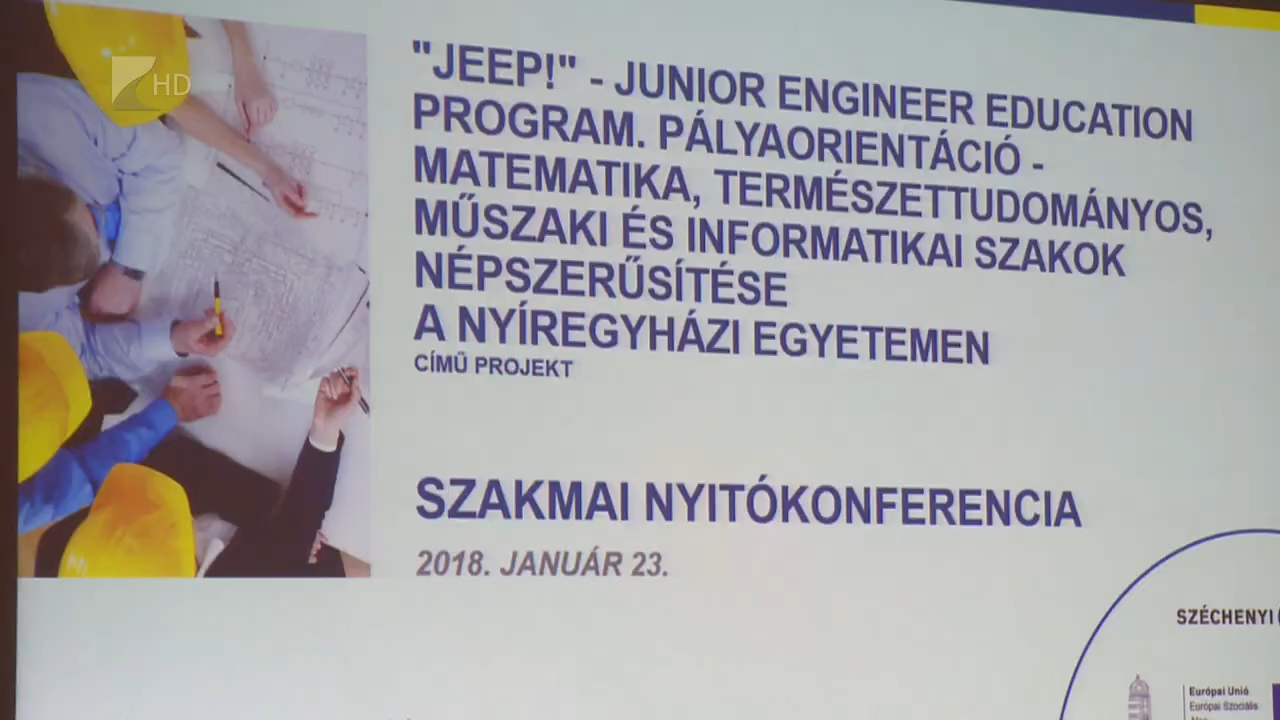 HD
"JEEP!" - JUNIOR ENGINEER EDUCATION
PROGRAM. PÁLYAORIENTÁCIÓ -
MATEMATIKA, TERMÉSZETTUDOMÁNYOS,
MŰSZAKI ÉS INFORMATIKAI SZAKOK
NÉPSZERŰSÍTÉSE
A NYÍREGYHÁZI EGYETEMEN
CÍMŰ PROJEKT
SZAKMAI NYITÓKONFERENCIA
2018. JANUÁR 23.
SZÉCHENYI
Európai Unió
Európai Szociális